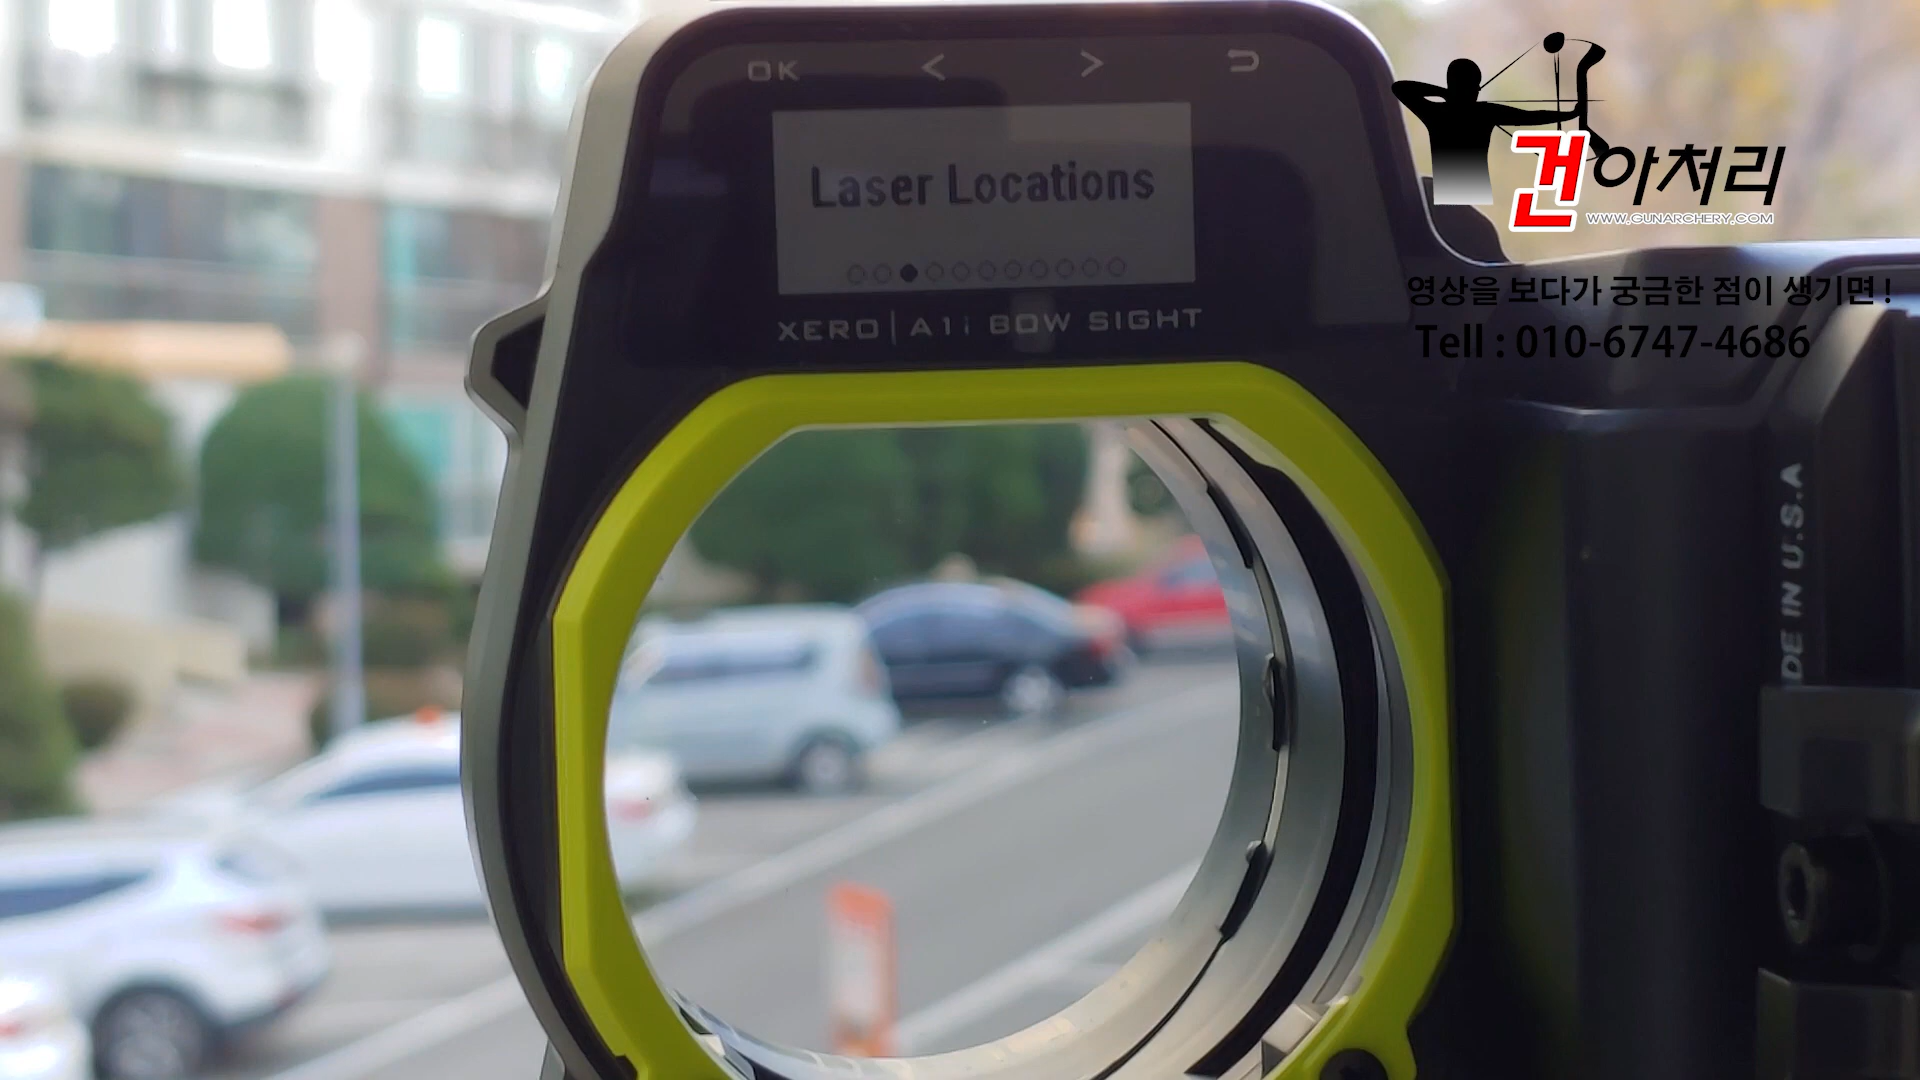 OK < >
Laser Locations
XERO | A1i BOW SIGHT
건아처리
WWW.GUNARCHERY.COM
영상을 보다가 궁금한 점이 생기면 !
Tell : 010-6747-4686
DE IN U.S.A